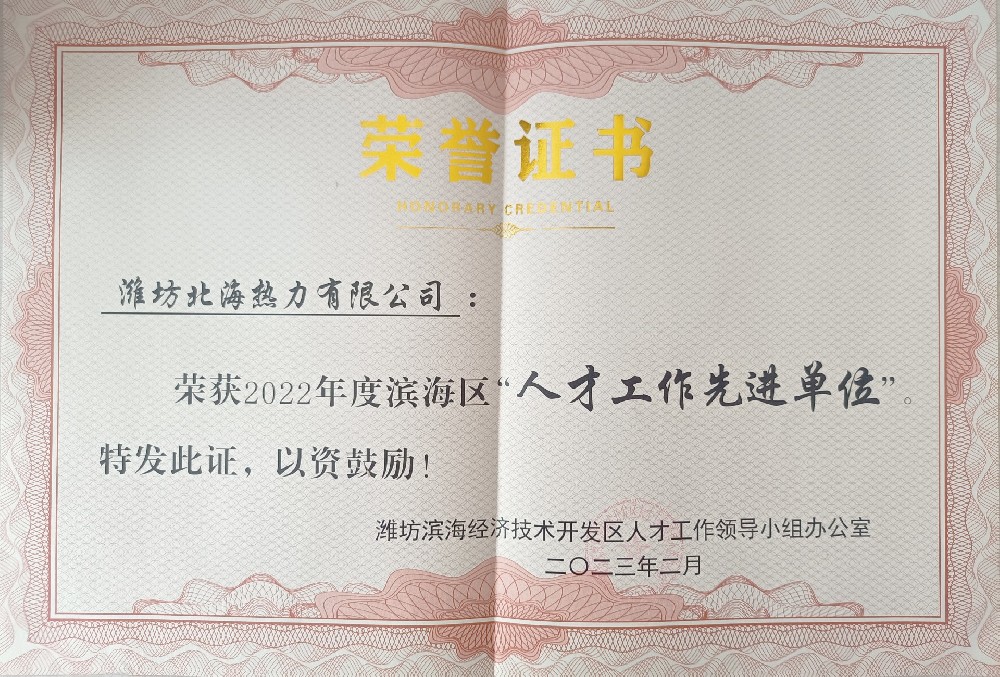 荣誉证书
HONORARY CREDENTIAL
潍坊北海热力有限公司：
荣获2022年度滨海区“人才工作先进单位”。
特发此证，以资鼓励！
潍坊滨海经济技术开发区人才工作领导小组办公室
二〇二三年二月